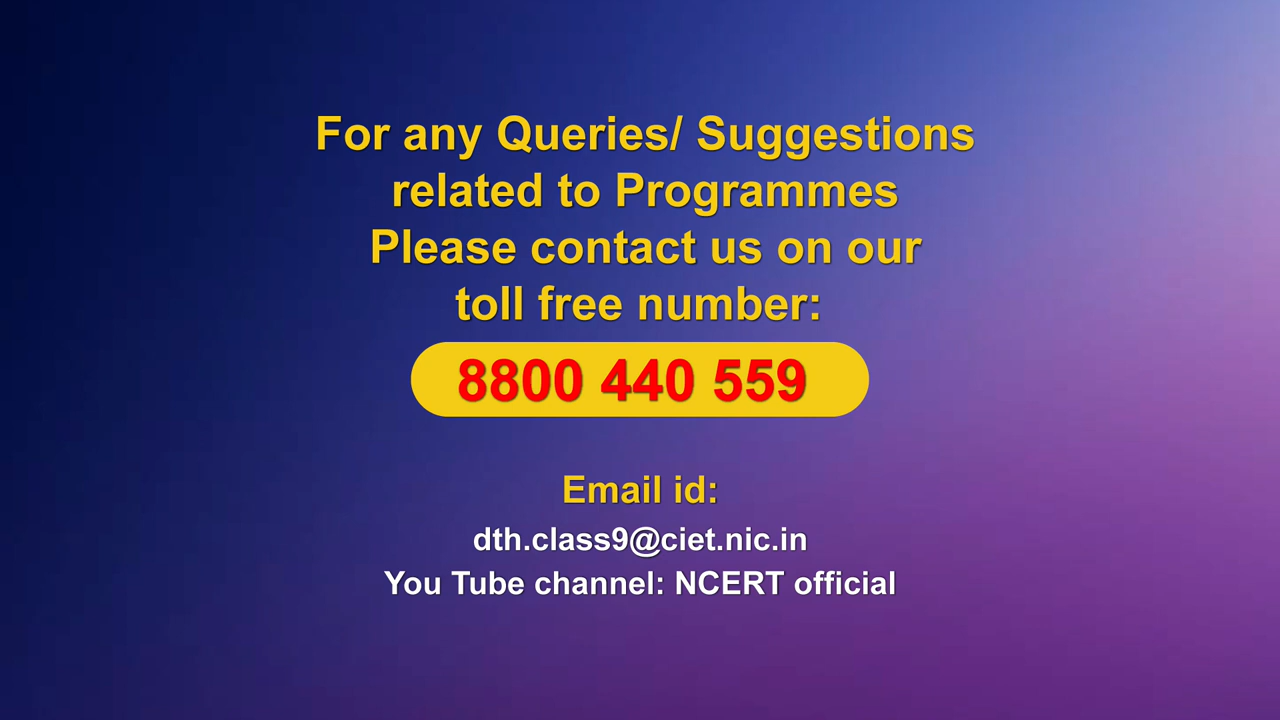 For any Queries/ Suggestions
related to Programmes
Please contact us on our
toll free number:
8800 440 559
Email id:
dth.class9@ciet.nic.in
You Tube channel: NCERT official